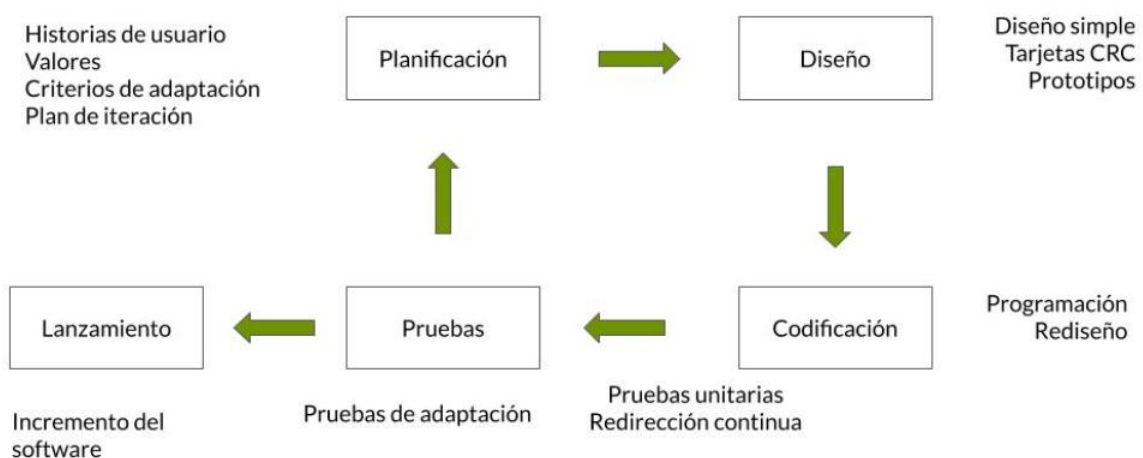 Historias de usuario
Valores
Criterios de adaptación
Plan de iteración
Planificación
Diseño
Diseño simple
Tarjetas CRC
Prototipos
Lanzamiento
Pruebas
Codificación
Programación
Rediseño
Incremento del
software
Pruebas de adaptación
Pruebas unitarias
Redirección continua